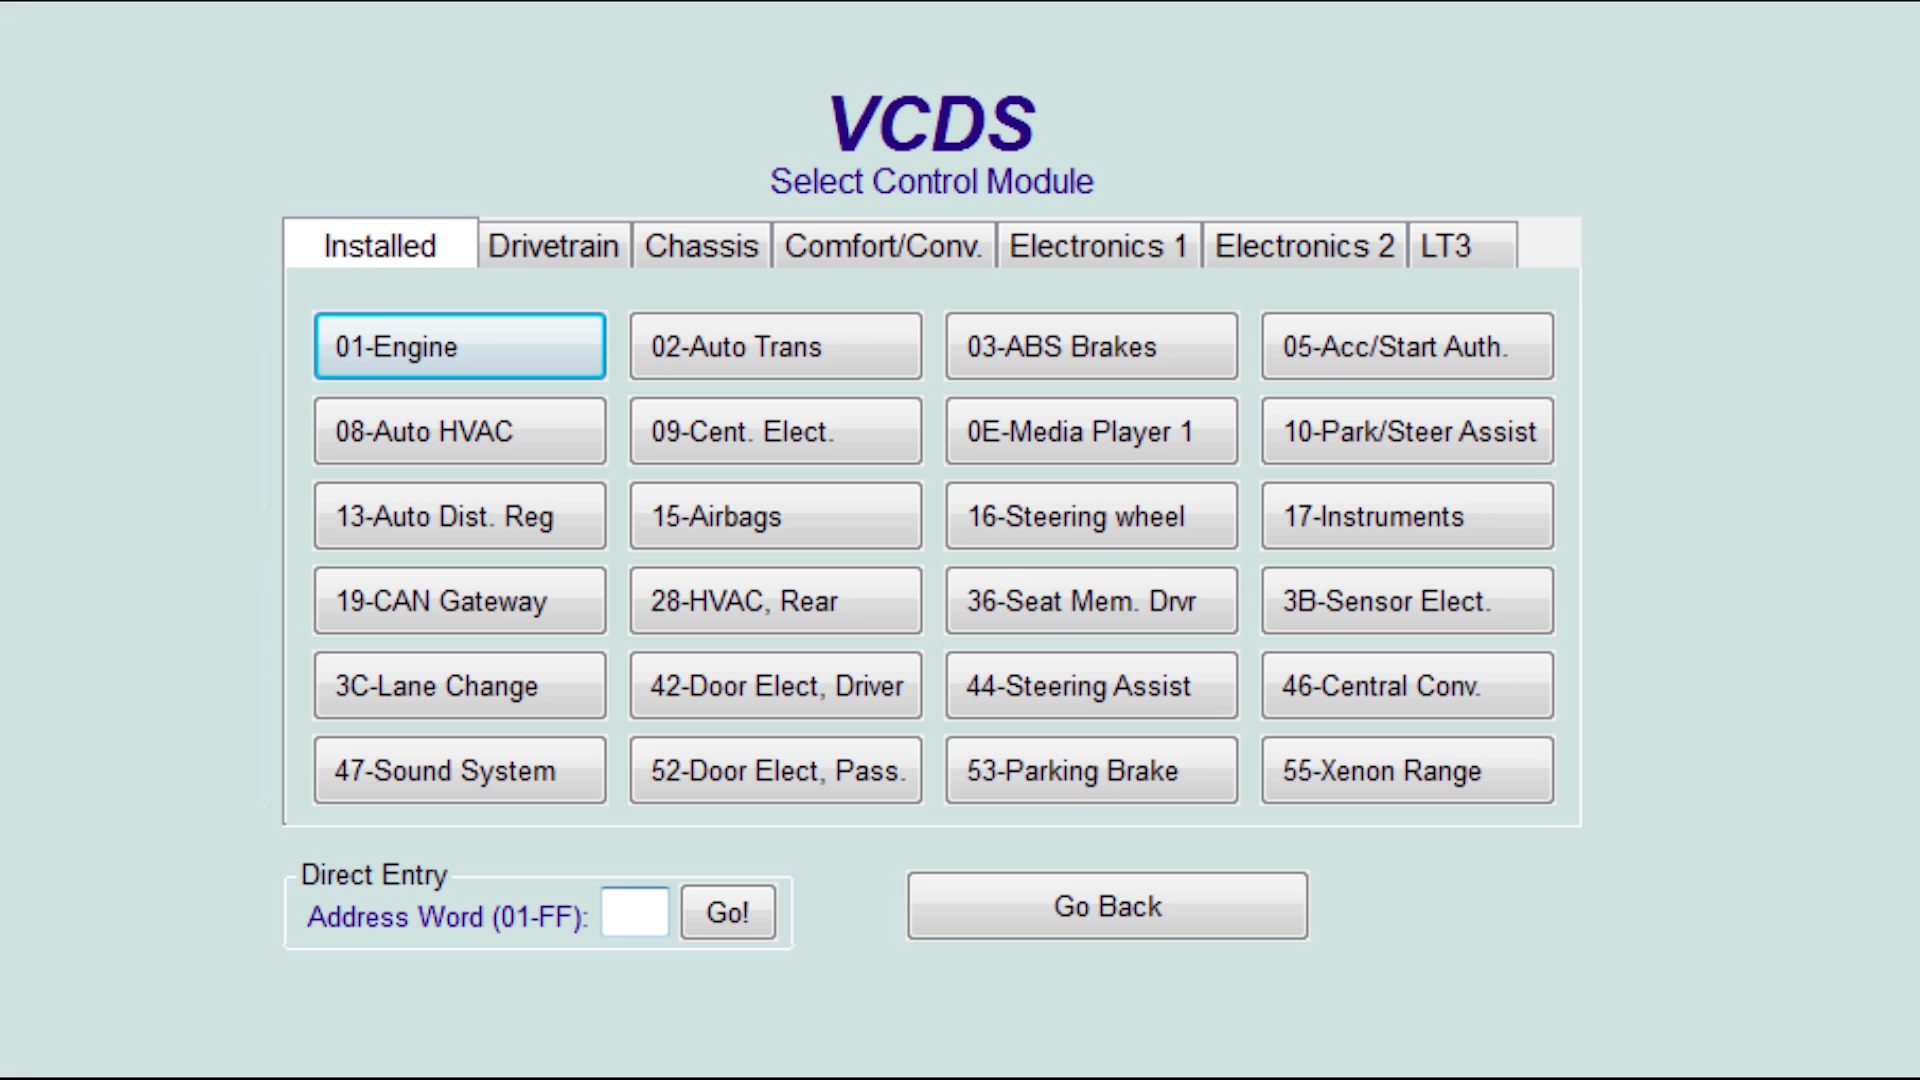 VCDS
Select Control Module
Installed Drivetrain Chassis Comfort/Conv. Electronics 1 Electronics 2 LT3
01-Engine 02-Auto Trans 03-ABS Brakes 05-Acc/Start Auth.
08-Auto HVAC 09-Cent. Elect. 0E-Media Player 1 10-Park/Steer Assist
13-Auto Dist. Reg 15-Airbags 16-Steering wheel 17-Instruments
19-CAN Gateway 28-HVAC, Rear 36-Seat Mem. Drvr 3B-Sensor Elect.
3C-Lane Change 42-Door Elect, Driver 44-Steering Assist 46-Central Conv.
47-Sound System 52-Door Elect, Pass. 53-Parking Brake 55-Xenon Range
Direct Entry
Address Word (01-FF): Go! Go Back